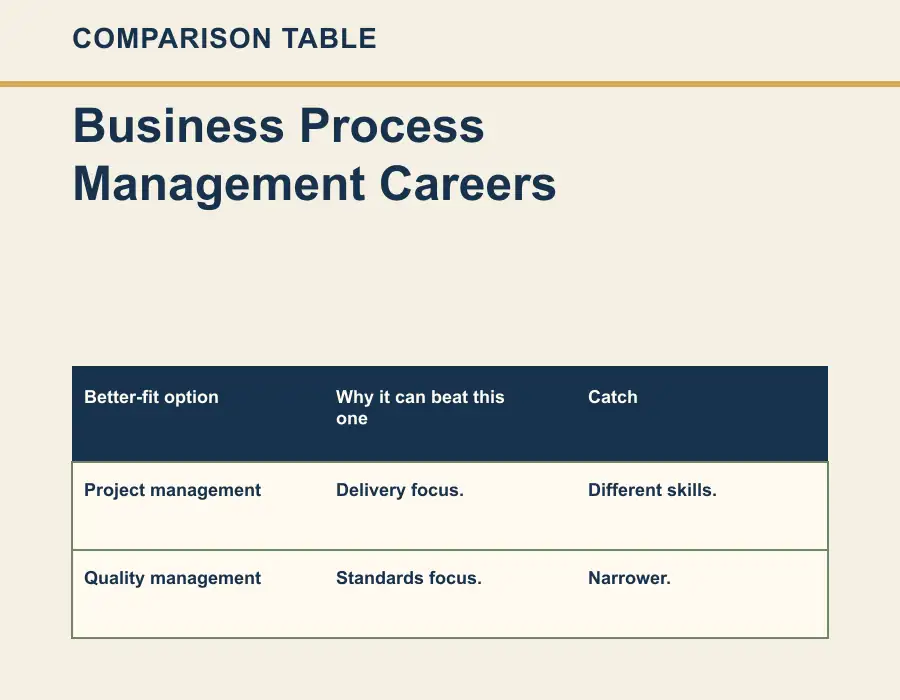 COMPARISON TABLE
Business Process
Management Careers
Better-fit option
Why it can beat this
one
Catch
Project management
Delivery focus.
Different skills.
Quality management
Standards focus.
Narrower.